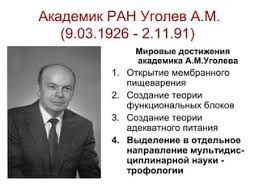 Академик РАН Уголев А.М.
(9.03.1926 - 2.11.91)
Мировые достижения
академика А.М.Уголева
1. Открытие мембранного
пищеварения
2. Создание теории
функциональных блоков
3. Создание теории
адекватного питания
4. Выделение в отдельное
направление мультидис-
циплинарной науки -
трофологии